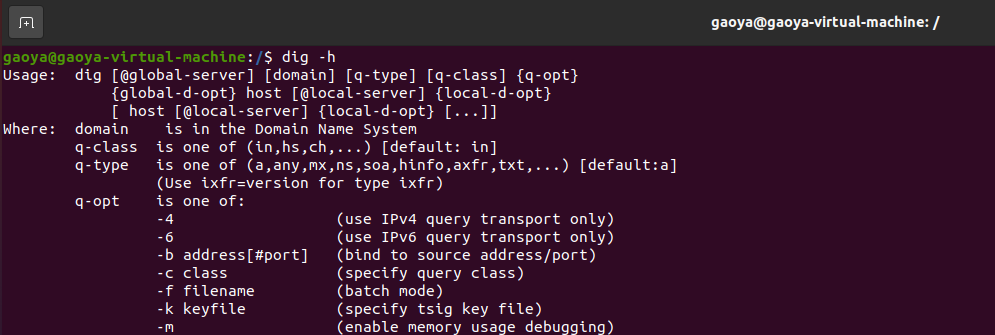 gaoya@gaoya-virtual-machine: /
gaoya@gaoya-virtual-machine:/$ dig -h
Usage:  dig [@global-server] [domain] [q-type] [q-class] {q-opt}
            {global-d-opt} host [@local-server] {local-d-opt}
            [ host [@local-server] {local-d-opt} [...]]
Where:  domain    is in the Domain Name System
        q-class  is one of (in,hs,ch,...) [default: in]
        q-type   is one of (a,any,mx,ns,soa,hinfo,axfr,txt,...) [default:a]
                 (Use ixfr=version for type ixfr)
        q-opt    is one of:
                 -4                  (use IPv4 query transport only)
                 -6                  (use IPv6 query transport only)
                 -b address[#port]   (bind to source address/port)
                 -c class            (specify query class)
                 -f filename         (batch mode)
                 -k keyfile          (specify tsig key file)
                 -m                  (enable memory usage debugging)